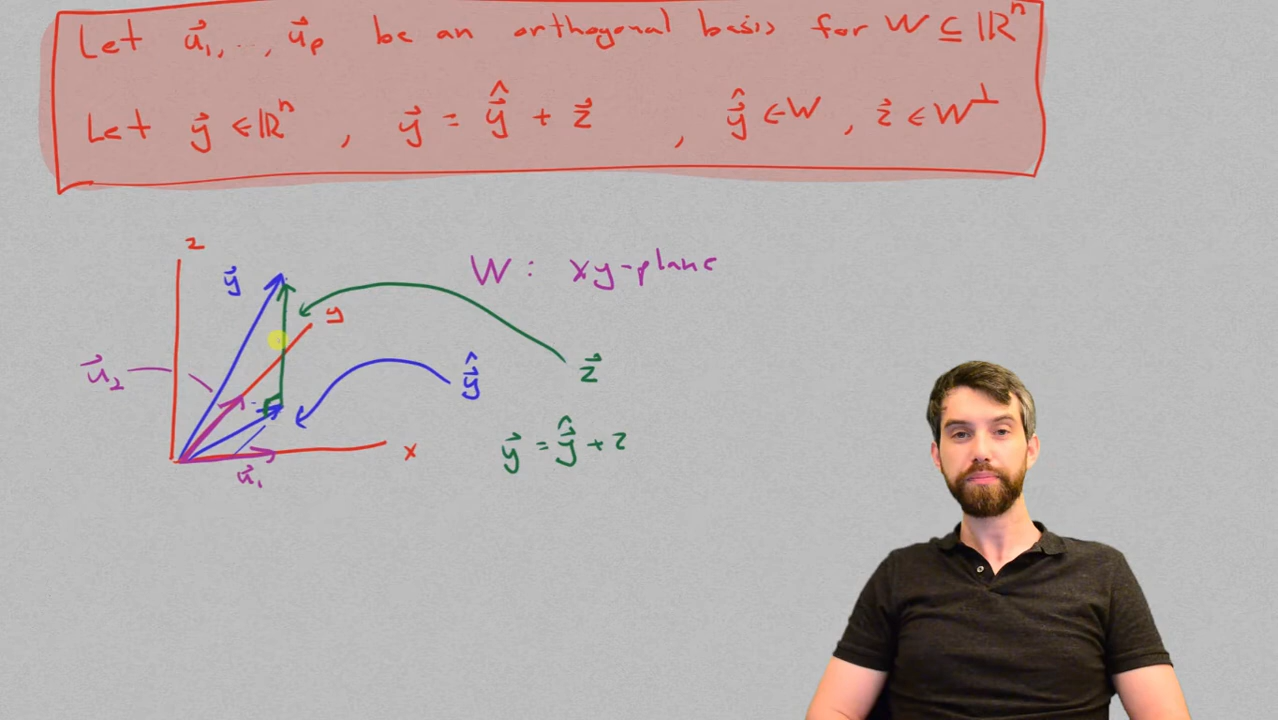 Let u⃗₁, ..., u⃗ₚ be an orthogonal basis for W ⊆ ℝⁿ
Let y⃗ ∈ ℝⁿ , y⃗ = ŷ⃗ + z⃗ , ŷ⃗ ∈ W , z⃗ ∈ W^⊥
z
W : xy-plane
y⃗
y
u⃗₂
ŷ⃗
z⃗
y⃗ = ŷ⃗ + z
x
u⃗₁